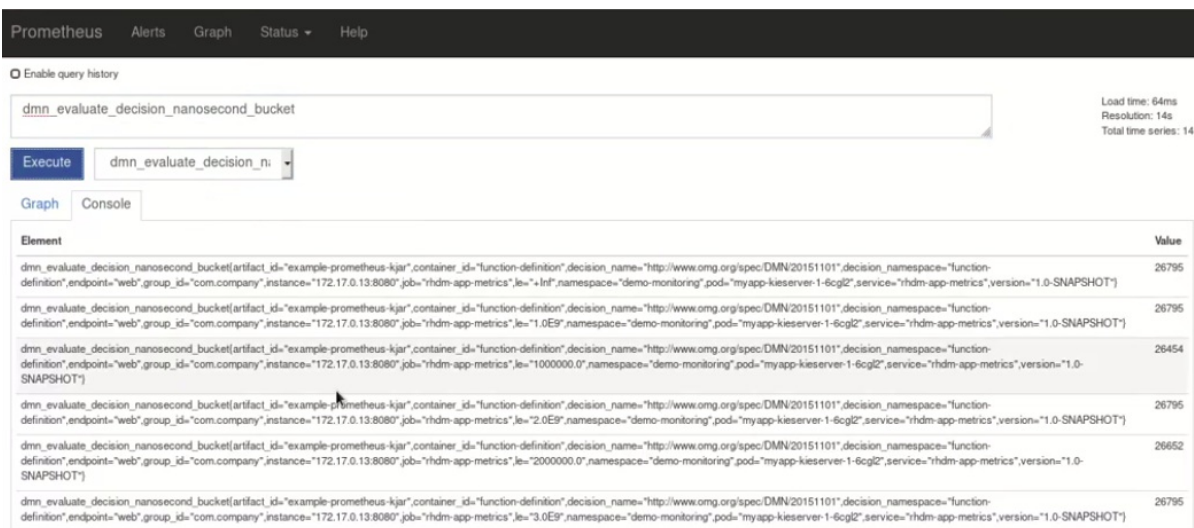 Prometheus Alerts Graph Status Help
Enable query history
dmn_evaluate_decision_nanosecond_bucket
Load time: 64ms
Resolution: 14s
Total time series: 14
Execute dmn_evaluate_decision_n
Graph Console
Element Value
dmn_evaluate_decision_nanosecond_bucket{artifact_id="example-prometheus-kjar",container_id="function-definition",decision_name="http://www.omg.org/spec/DMN/20151101",decision_namespace="function- 26795
definition",endpoint="web",group_id="com.company",instance="172.17.0.13:8080",job="rhdm-app-metrics",le="+Inf",namespace="demo-monitoring",pod="myapp-kieserver-1-6cgl2",service="rhdm-app-metrics",version="1.0-SNAPSHOT"}
dmn_evaluate_decision_nanosecond_bucket{artifact_id="example-prometheus-kjar",container_id="function-definition",decision_name="http://www.omg.org/spec/DMN/20151101",decision_namespace="function- 26795
definition",endpoint="web",group_id="com.company",instance="172.17.0.13:8080",job="rhdm-app-metrics",le="1.0E9",namespace="demo-monitoring",pod="myapp-kieserver-1-6cgl2",service="rhdm-app-metrics",version="1.0-SNAPSHOT"}
dmn_evaluate_decision_nanosecond_bucket{artifact_id="example-prometheus-kjar",container_id="function-definition",decision_name="http://www.omg.org/spec/DMN/20151101",decision_namespace="function- 26454
definition",endpoint="web",group_id="com.company",instance="172.17.0.13:8080",job="rhdm-app-metrics",le="1000000.0",namespace="demo-monitoring",pod="myapp-kieserver-1-6cgl2",service="rhdm-app-metrics",version="1.0-
SNAPSHOT"}
dmn_evaluate_decision_nanosecond_bucket{artifact_id="example-prometheus-kjar",container_id="function-definition",decision_name="http://www.omg.org/spec/DMN/20151101",decision_namespace="function- 26795
definition",endpoint="web",group_id="com.company",instance="172.17.0.13:8080",job="rhdm-app-metrics",le="2.0E9",namespace="demo-monitoring",pod="myapp-kieserver-1-6cgl2",service="rhdm-app-metrics",version="1.0-SNAPSHOT"}
dmn_evaluate_decision_nanosecond_bucket{artifact_id="example-prometheus-kjar",container_id="function-definition",decision_name="http://www.omg.org/spec/DMN/20151101",decision_namespace="function- 26652
definition",endpoint="web",group_id="com.company",instance="172.17.0.13:8080",job="rhdm-app-metrics",le="2000000.0",namespace="demo-monitoring",pod="myapp-kieserver-1-6cgl2",service="rhdm-app-metrics",version="1.0-
SNAPSHOT"}
dmn_evaluate_decision_nanosecond_bucket{artifact_id="example-prometheus-kjar",container_id="function-definition",decision_name="http://www.omg.org/spec/DMN/20151101",decision_namespace="function- 26795
definition",endpoint="web",group_id="com.company",instance="172.17.0.13:8080",job="rhdm-app-metrics",le="3.0E9",namespace="demo-monitoring",pod="myapp-kieserver-1-6cgl2",service="rhdm-app-metrics",version="1.0-SNAPSHOT"}